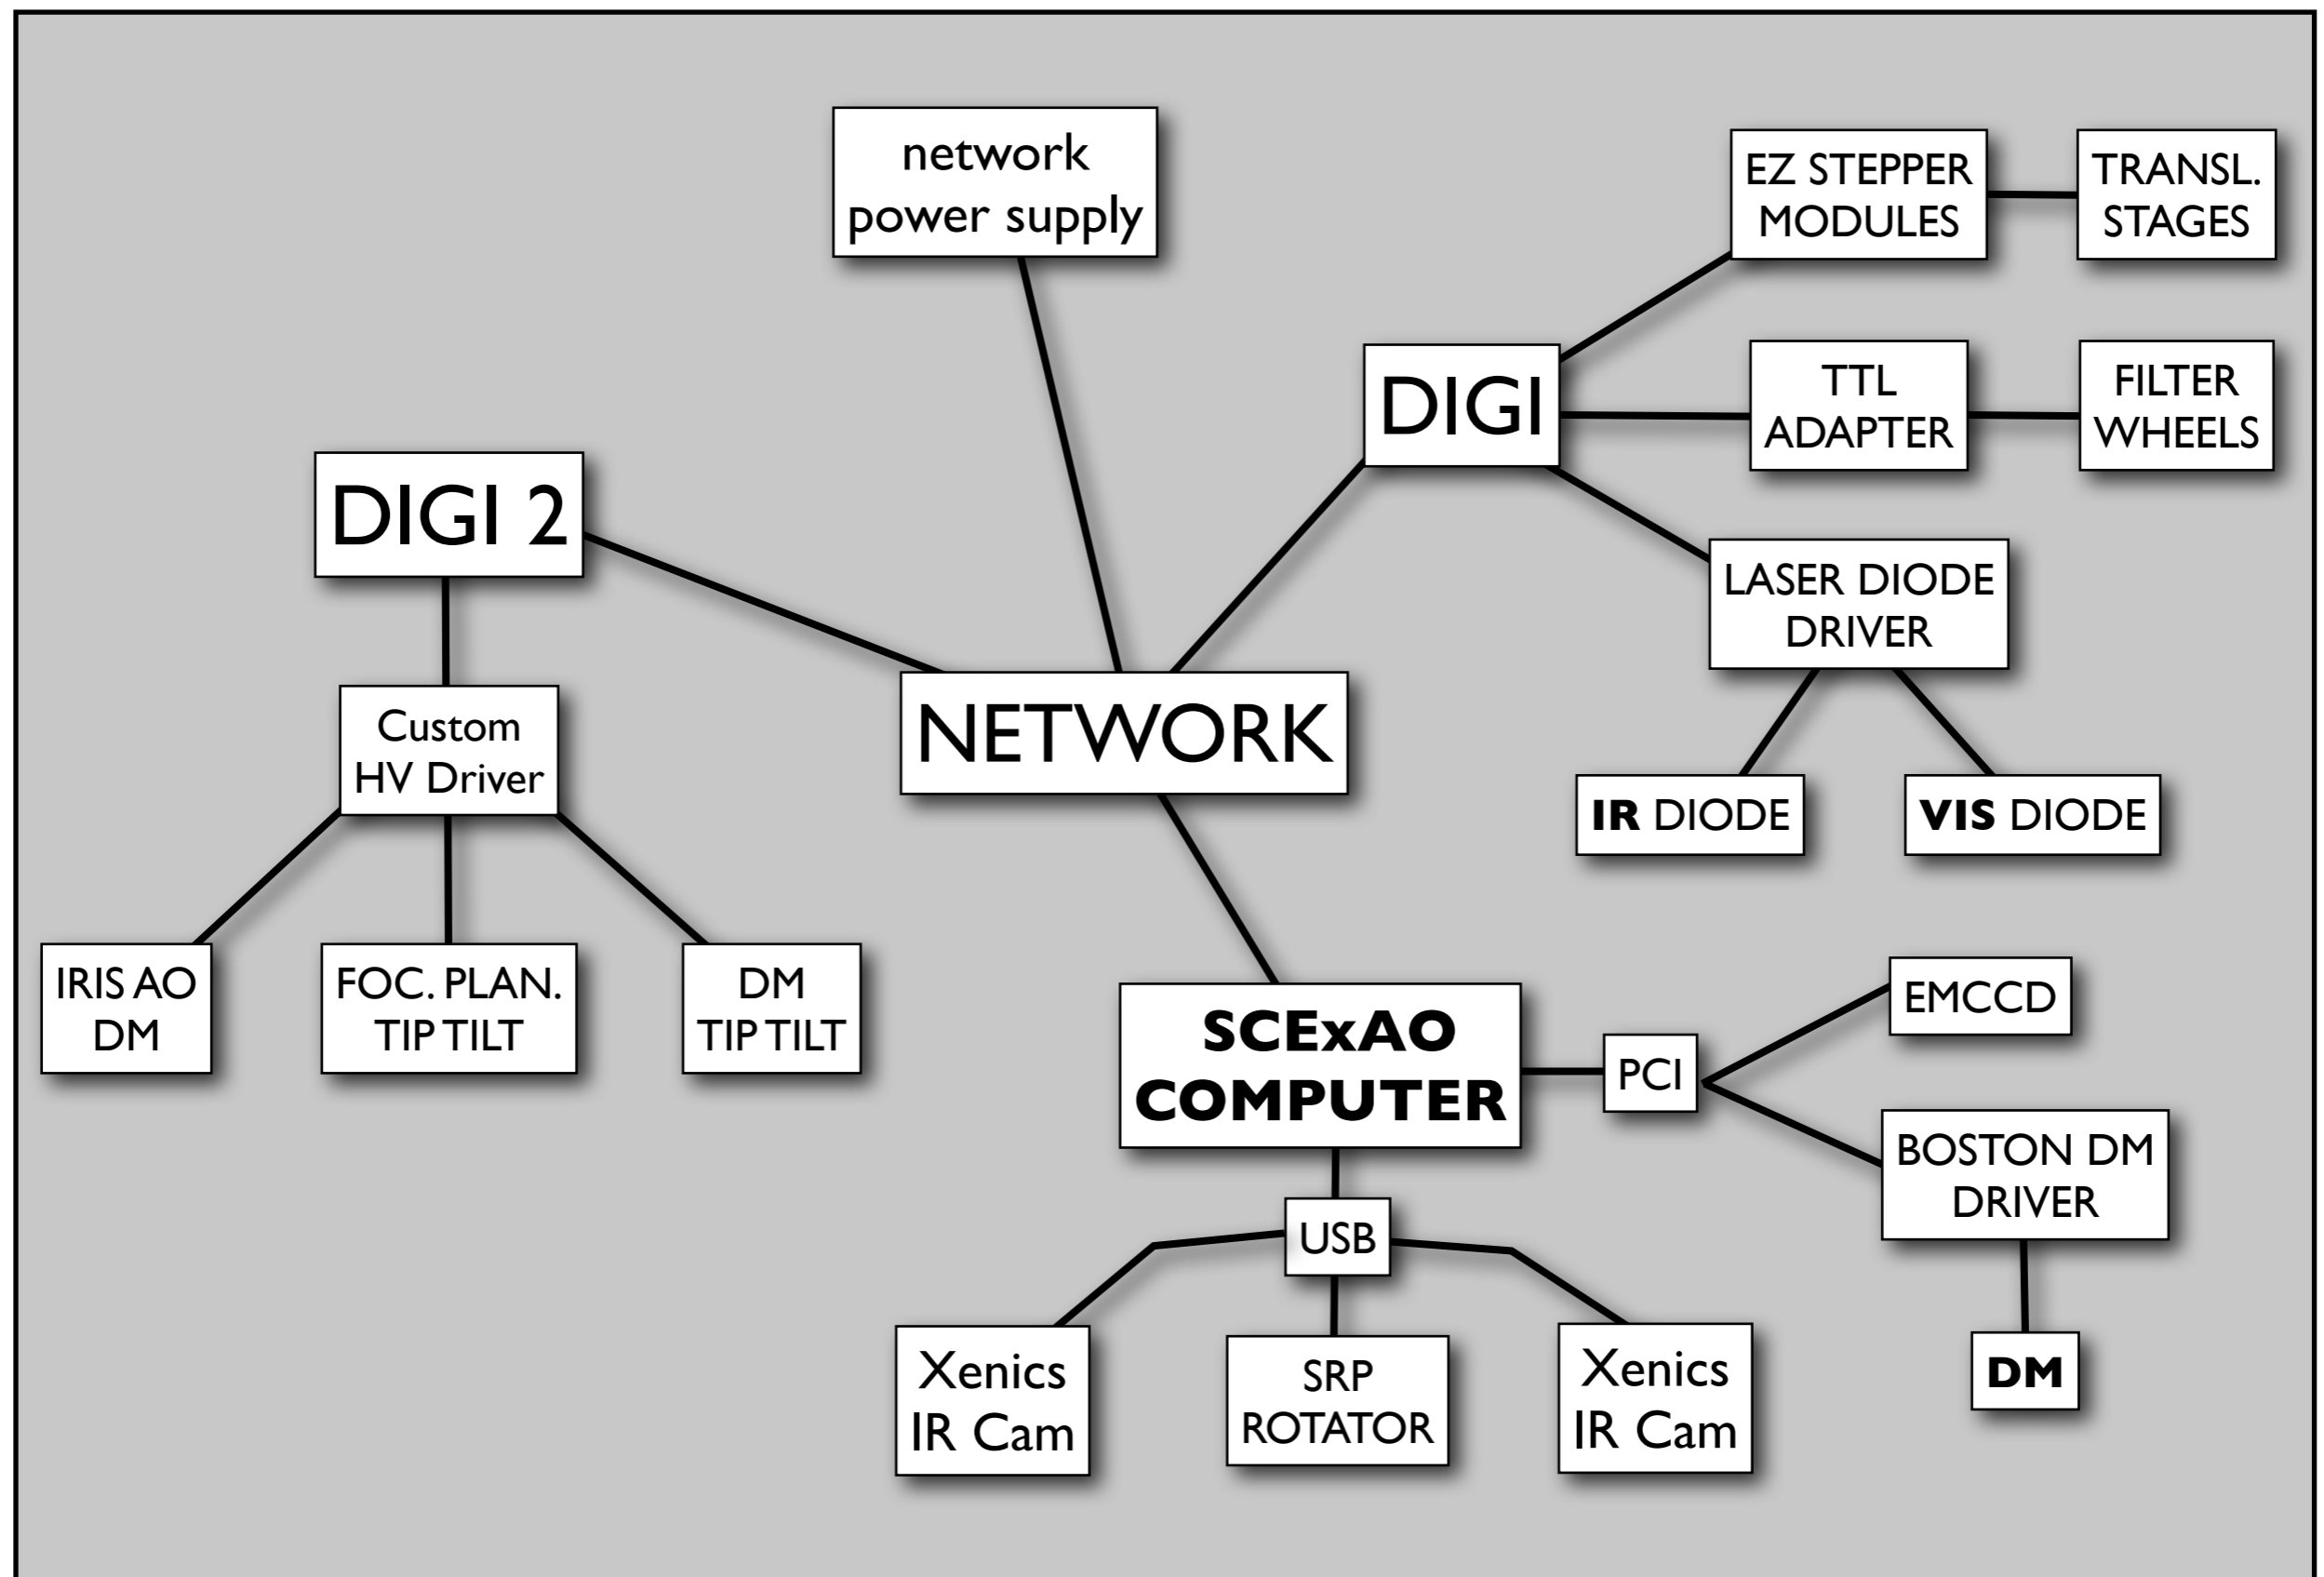 network
power supply
EZ STEPPER
MODULES
TRANSL.
STAGES
DIGI
TTL
ADAPTER
FILTER
WHEELS
DIGI 2
LASER DIODE
DRIVER
Custom
HV Driver
NETWORK
IR DIODE
VIS DIODE
IRIS AO
DM
FOC. PLAN.
TIP TILT
DM
TIP TILT
SCExAO
COMPUTER
PCI
EMCCD
BOSTON DM
DRIVER
USB
Xenics
IR Cam
SRP
ROTATOR
Xenics
IR Cam
DM